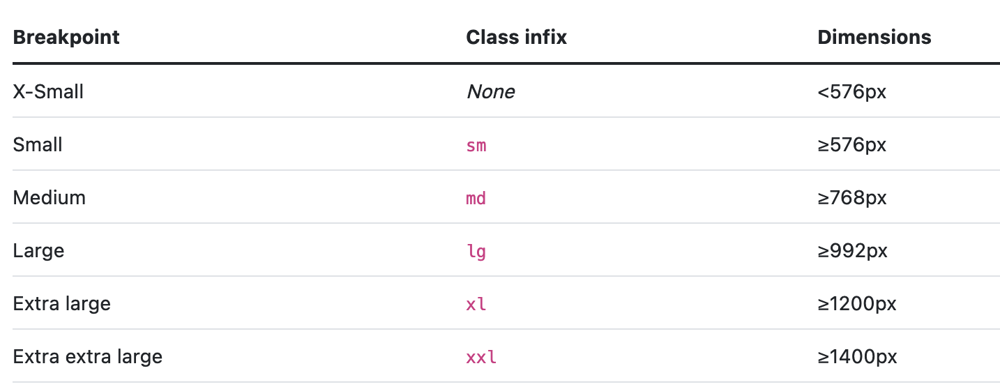 Breakpoint Class infix Dimensions
X-Small None <576px
Small sm ≥576px
Medium md ≥768px
Large lg ≥992px
Extra large xl ≥1200px
Extra extra large xxl ≥1400px